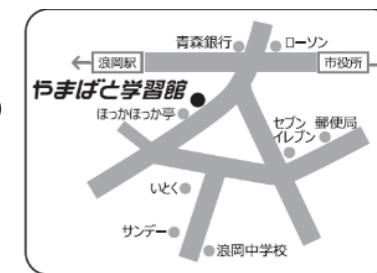 青森銀行
ローソン
浪岡駅
市役所
やまばと学習館
ほっかほっか亭
セブン
イレブン
郵便局
いとく
サンデー
浪岡中学校